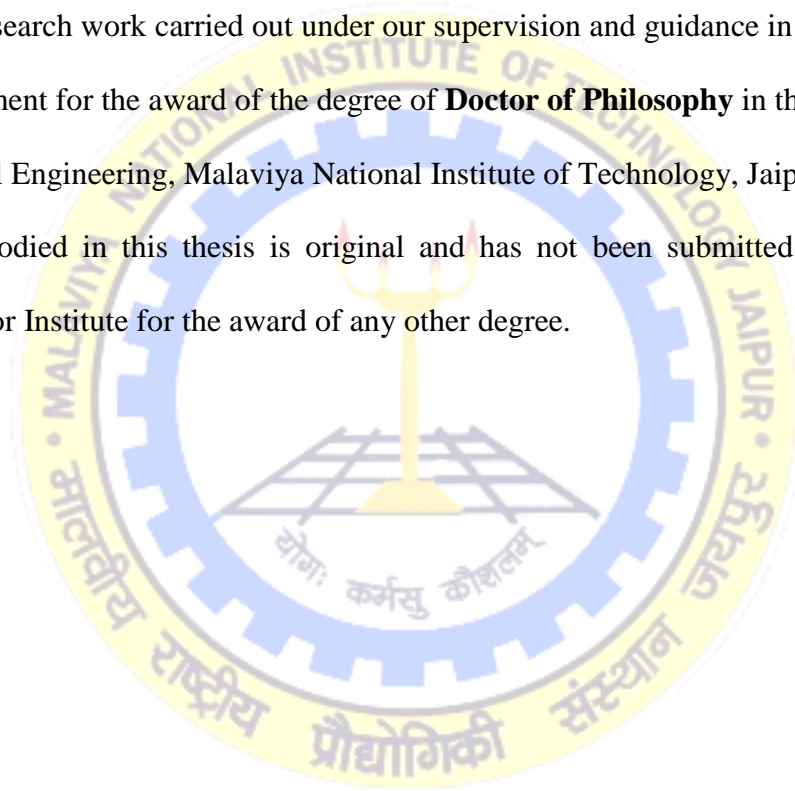 search work carried out under our supervision and guidance in
ment for the award of the degree of Doctor of Philosophy in th
l Engineering, Malaviya National Institute of Technology, Jaip
odied in this thesis is original and has not been submitted
or Institute for the award of any other degree.
MALAVIYA NATIONAL INSTITUTE OF TECHNOLOGY JAIPUR
योगः कर्मसु कौशलम्
मालवीय राष्ट्रीय प्रौद्योगिकी संस्थान जयपुर